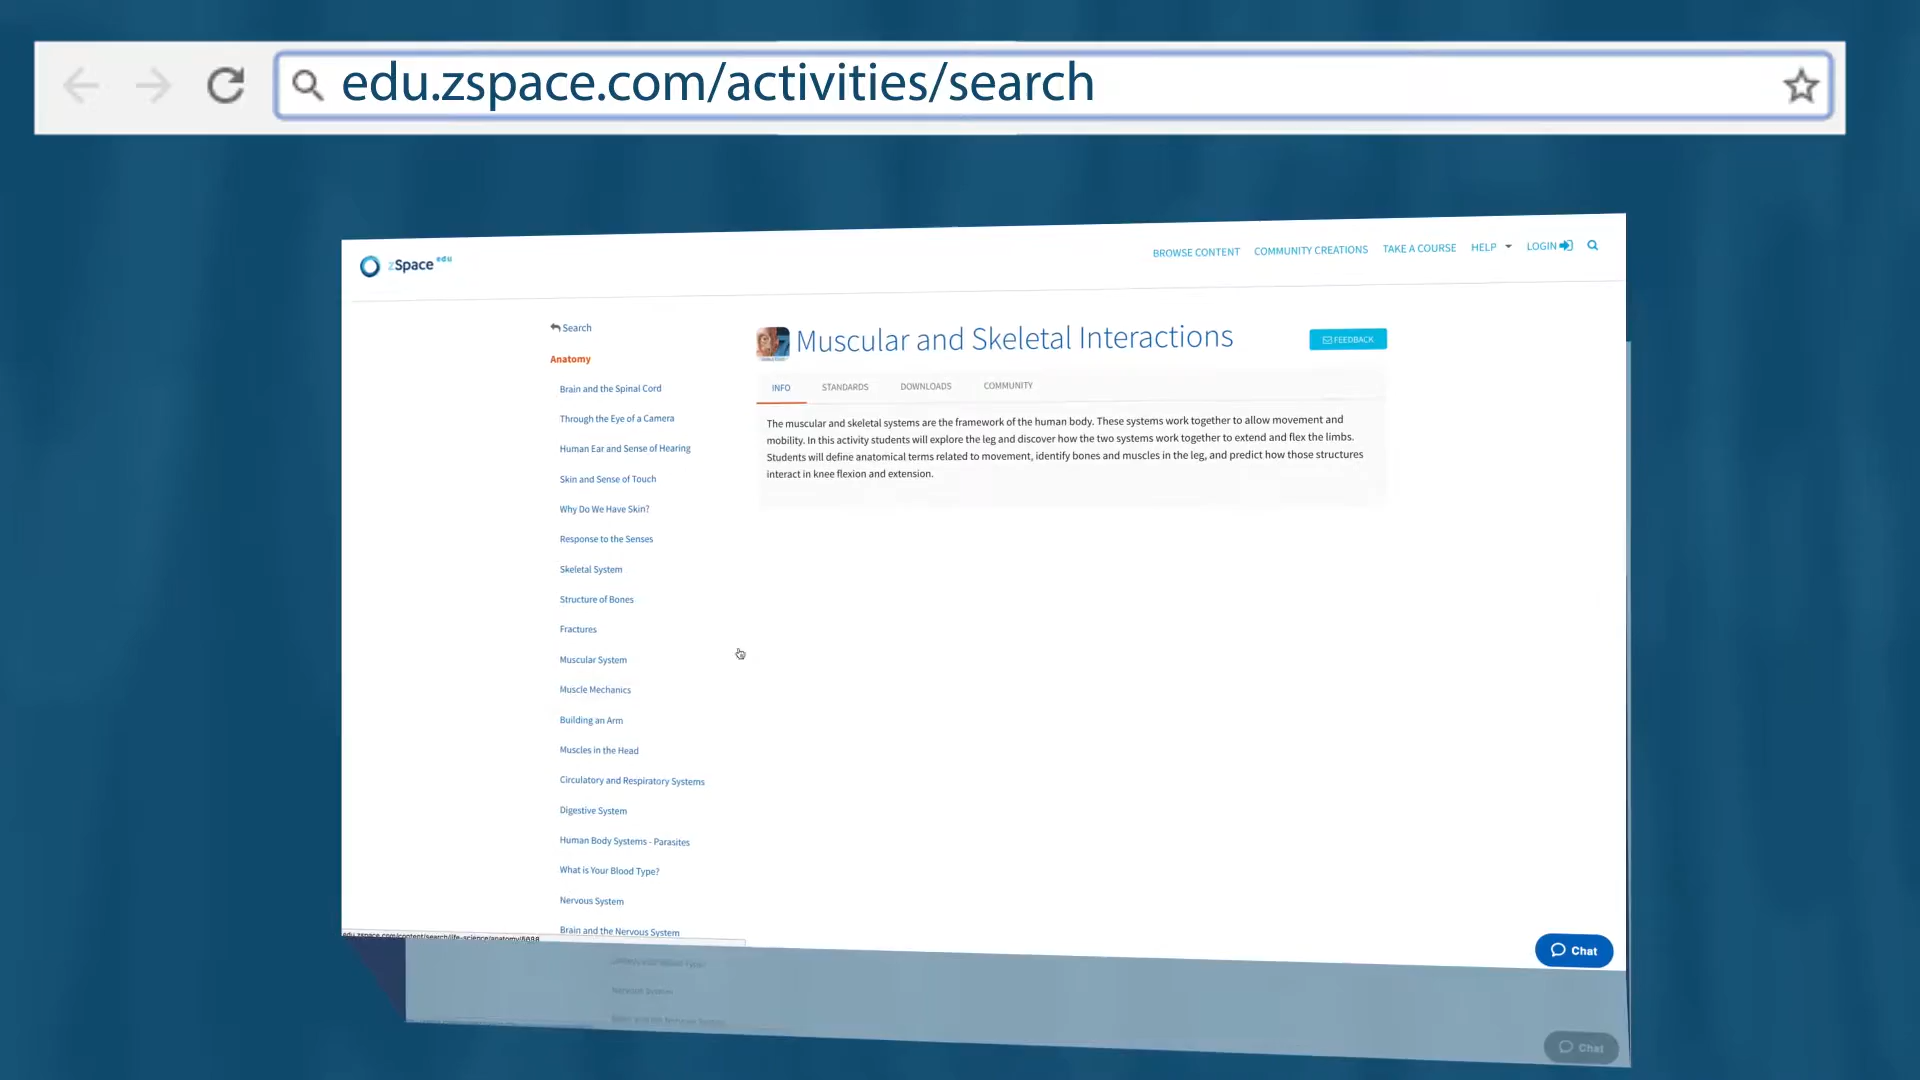 edu.zspace.com/activities/search
zSpace edu
BROWSE CONTENT COMMUNITY CREATIONS TAKE A COURSE HELP LOGIN
Search
Anatomy
Brain and the Spinal Cord
Through the Eye of a Camera
Human Ear and Sense of Hearing
Skin and Sense of Touch
Why Do We Have Skin?
Response to the Senses
Skeletal System
Structure of Bones
Fractures
Muscular System
Muscle Mechanics
Building an Arm
Muscles in the Head
Circulatory and Respiratory Systems
Digestive System
Human Body Systems - Parasites
What is Your Blood Type?
Nervous System
Brain and the Nervous System
Muscular and Skeletal Interactions
FEEDBACK
INFO STANDARDS DOWNLOADS COMMUNITY
The muscular and skeletal systems are the framework of the human body. These systems work together to allow movement and
mobility. In this activity students will explore the leg and discover how the two systems work together to extend and flex the limbs.
Students will define anatomical terms related to movement, identify bones and muscles in the leg, and predict how those structures
interact in knee flexion and extension.
Chat
Nervous System
Chat